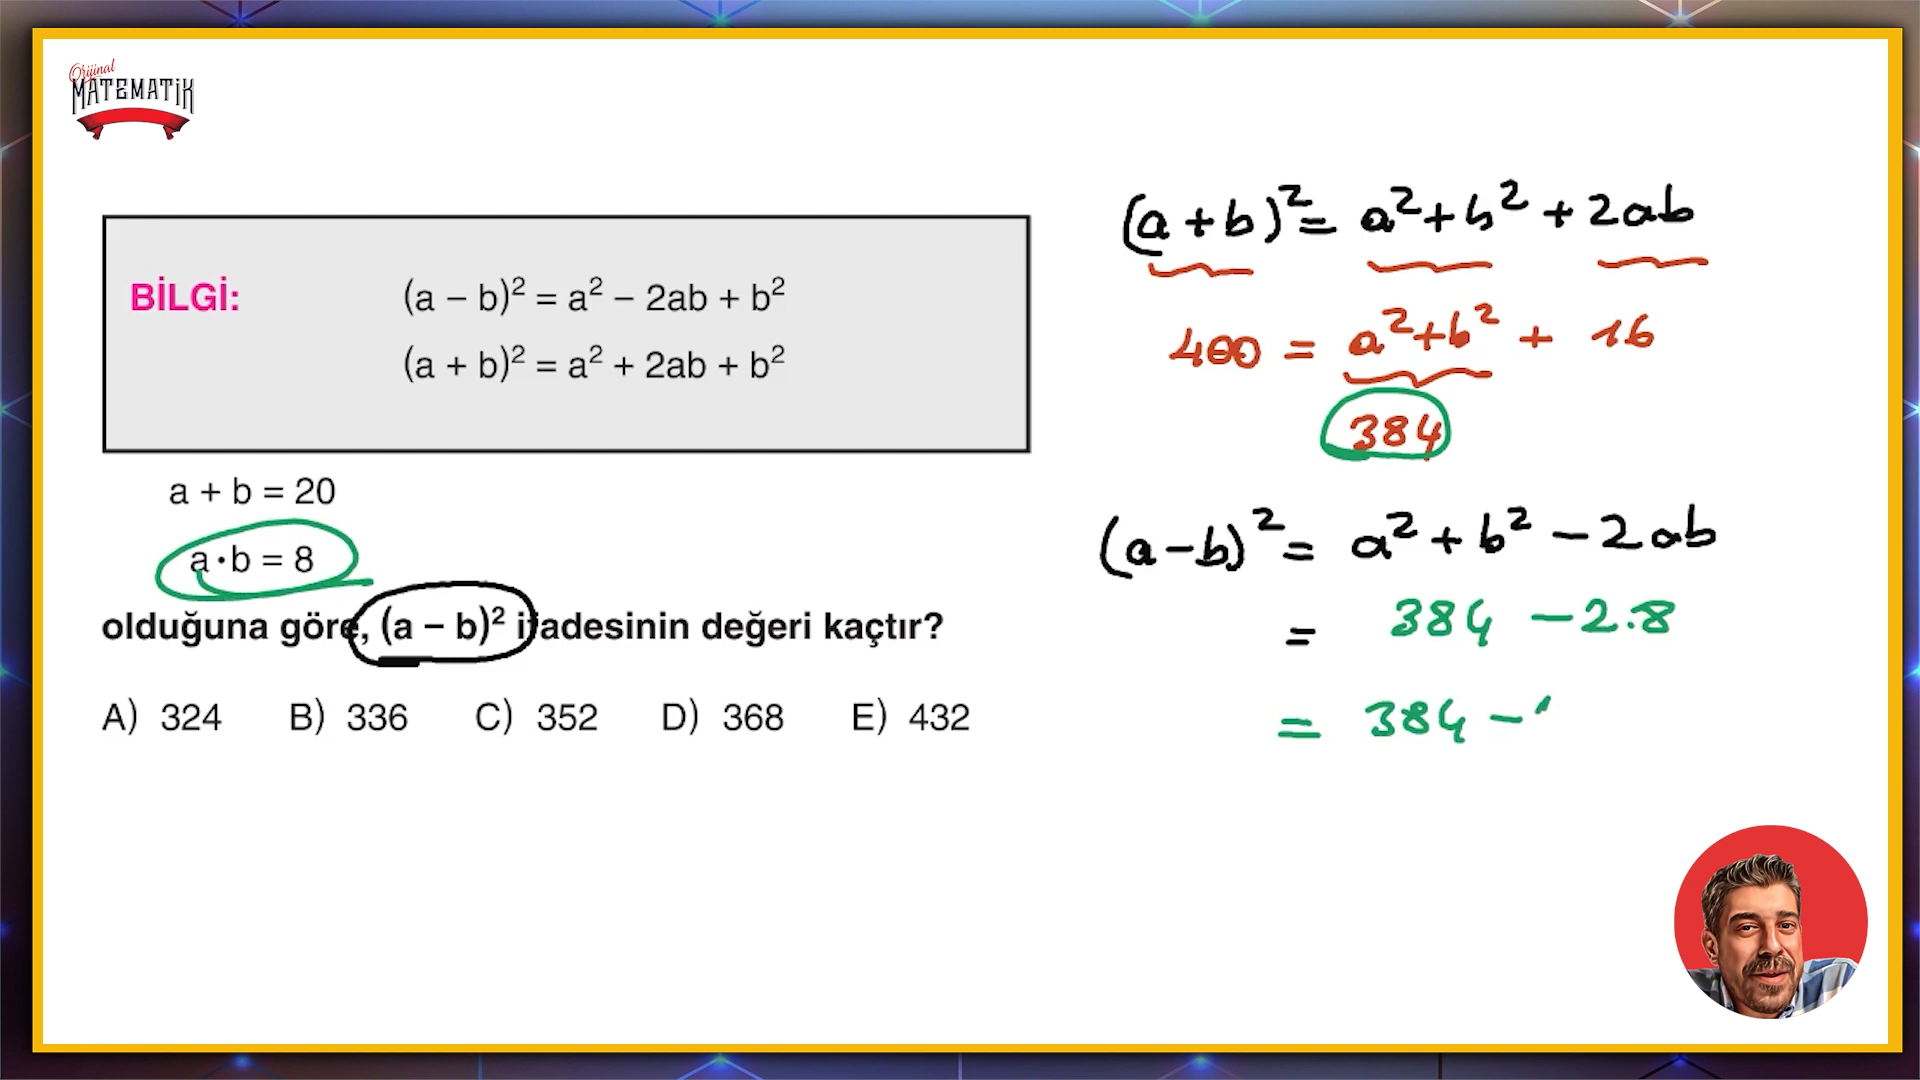 Orijinal
MATEMATİK
BİLGİ: (a − b)² = a² − 2ab + b²
(a + b)² = a² + 2ab + b²
a + b = 20
a·b = 8
olduğuna göre, (a − b)² ifadesinin değeri kaçtır?
A) 324 B) 336 C) 352 D) 368 E) 432
(a+b)² = a²+b² + 2ab
400 = a²+b² + 16
384
(a−b)² = a² + b² − 2ab
= 384 − 2.8
= 384 −